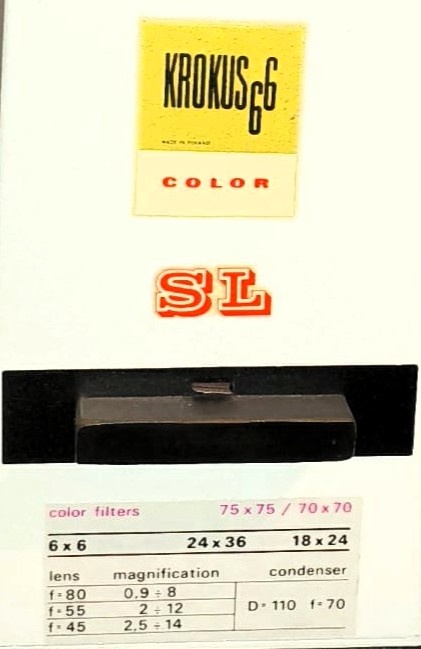 KROKUS 66
MADE IN POLAND
COLOR
SL
color filters 75 x 75 / 70 x 70
6 x 6 24 x 36 18 x 24
lens magnification condenser
f = 80 0,9 ÷ 8
f = 55 2 ÷ 12 D = 110 f = 70
f = 45 2,5 ÷ 14